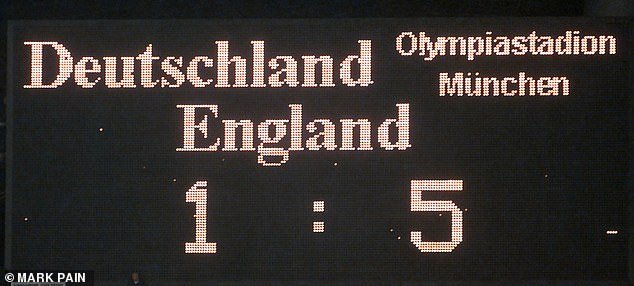 Deutschland
Olympiastadion
München
England
1 : 5
© MARK PAIN